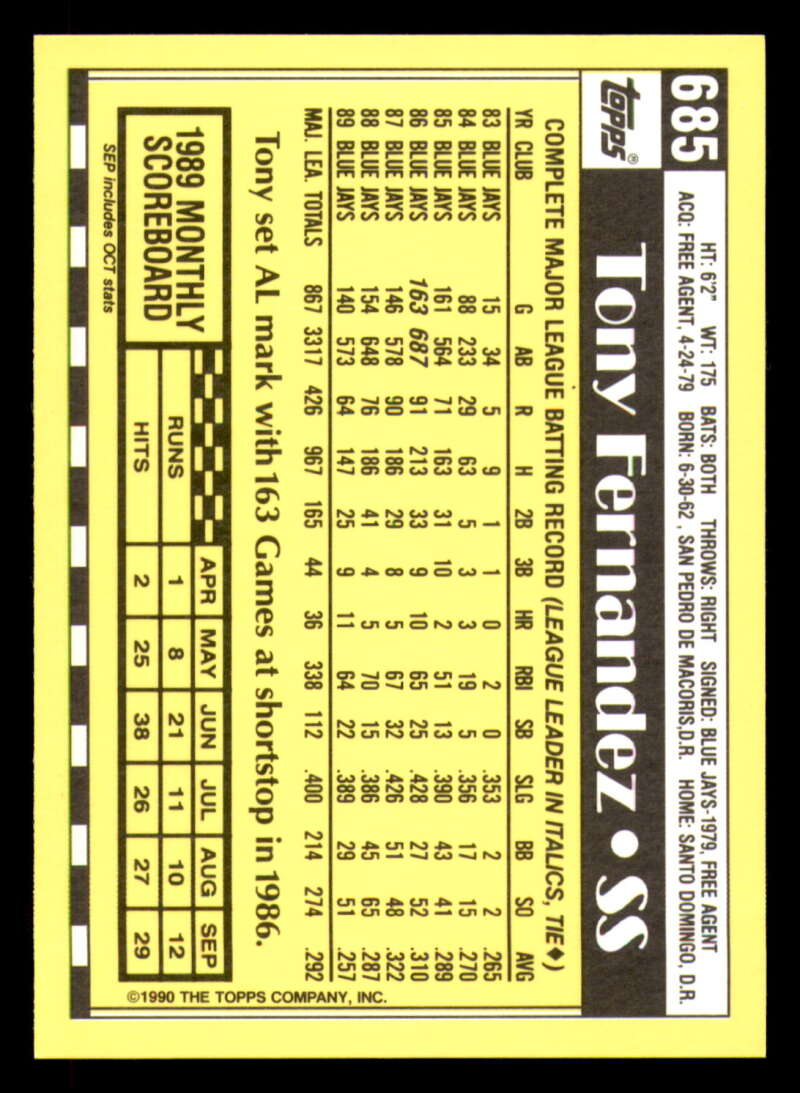 685
Topps®
HT: 6'2" WT: 175 BATS: BOTH THROWS: RIGHT SIGNED: BLUE JAYS-1979, FREE AGENT
ACQ: FREE AGENT, 4-24-79 BORN: 6-30-62, SAN PEDRO DE MACORIS, D.R. HOME: SANTO DOMINGO, D.R.
Tony Fernandez • SS
COMPLETE MAJOR LEAGUE BATTING RECORD (LEAGUE LEADER IN ITALICS, TIE♦)
YR CLUB G AB R H 2B 3B HR RBI SB SLG BB SO AVG
83 BLUE JAYS 15 34 5 9 1 1 0 2 0 .353 2 2 .265
84 BLUE JAYS 88 233 29 63 5 3 3 19 5 .356 17 15 .270
85 BLUE JAYS 161 564 71 163 31 10 2 51 13 .390 43 41 .289
86 BLUE JAYS 163 687 91 213 33 9 10 65 25 .428 27 52 .310
87 BLUE JAYS 146 578 90 186 29 8 5 67 32 .426 51 48 .322
88 BLUE JAYS 154 648 76 186 41 4 5 70 15 .386 45 65 .287
89 BLUE JAYS 140 573 64 147 25 9 11 64 22 .389 29 51 .257
MAJ. LEA. TOTALS 867 3317 426 967 165 44 36 338 112 .400 214 274 .292
Tony set AL mark with 163 Games at shortstop in 1986.
1989 MONTHLY
SCOREBOARD
APR MAY JUN JUL AUG SEP
RUNS 1 8 21 11 10 12
HITS 2 25 38 26 27 29
SEP includes OCT stats
©1990 THE TOPPS COMPANY, INC.